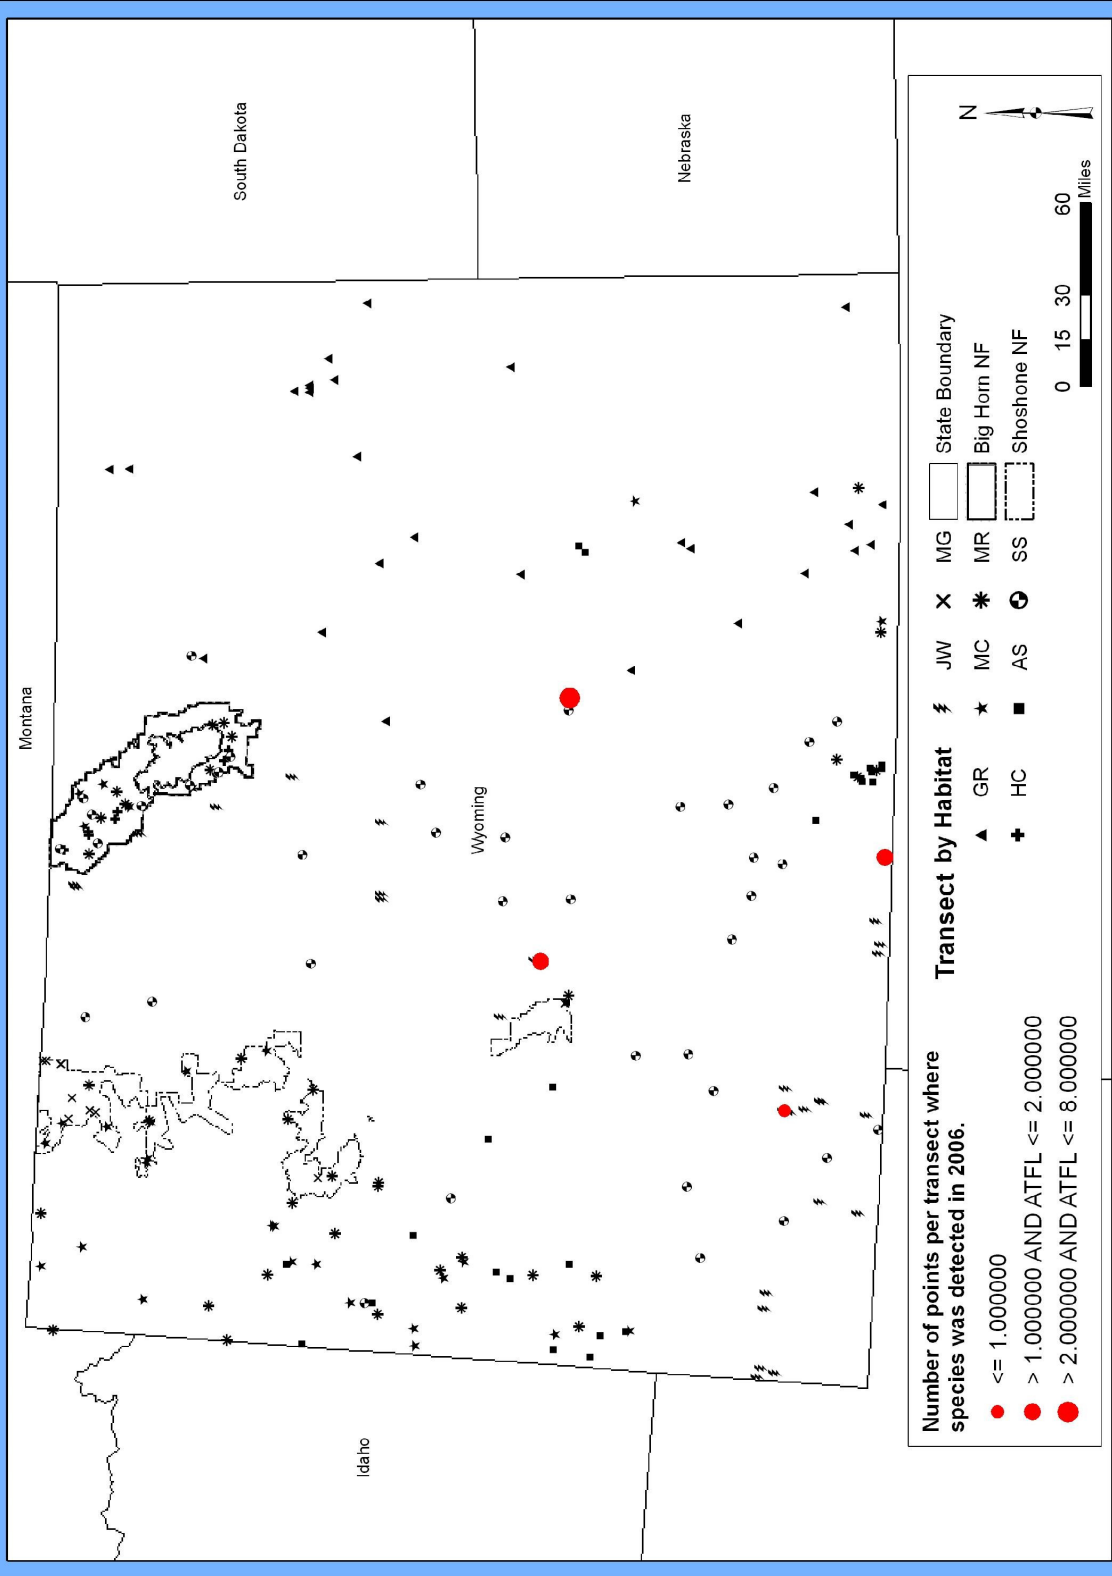 Montana
South Dakota
Wyoming
Idaho
Nebraska
Number of points per transect where
species was detected in 2006.
<= 1.000000
> 1.000000 AND ATFL <= 2.000000
> 2.000000 AND ATFL <= 8.000000
Transect by Habitat
GR
JW
MG
HC
MC
MR
AS
SS
State Boundary
Big Horn NF
Shoshone NF
N
0 15 30 60
Miles